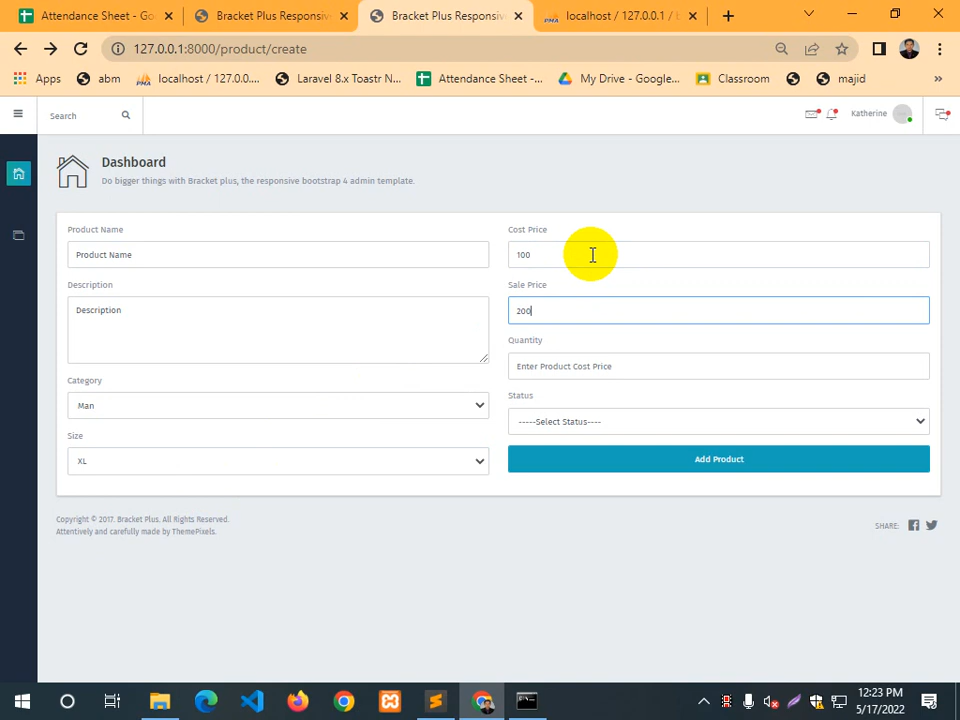 Attendance Sheet - Go
Bracket Plus Responsiv
Bracket Plus Responsiv
localhost / 127.0.0.1 / b
127.0.0.1:8000/product/create
Apps
abm
localhost / 127.0.0....
Laravel 8.x Toastr N...
Attendance Sheet -...
My Drive - Google...
Classroom
majid
»
Search
Katherine
Dashboard
Do bigger things with Bracket plus, the responsive bootstrap 4 admin template.
Product Name
Product Name
Description
Description
Category
Man
Size
XL
Cost Price
100
Sale Price
200
Quantity
Enter Product Cost Price
Status
-----Select Status----
Add Product
Copyright © 2017. Bracket Plus. All Rights Reserved.
Attentively and carefully made by ThemePixels.
SHARE:
12:23 PM
5/17/2022